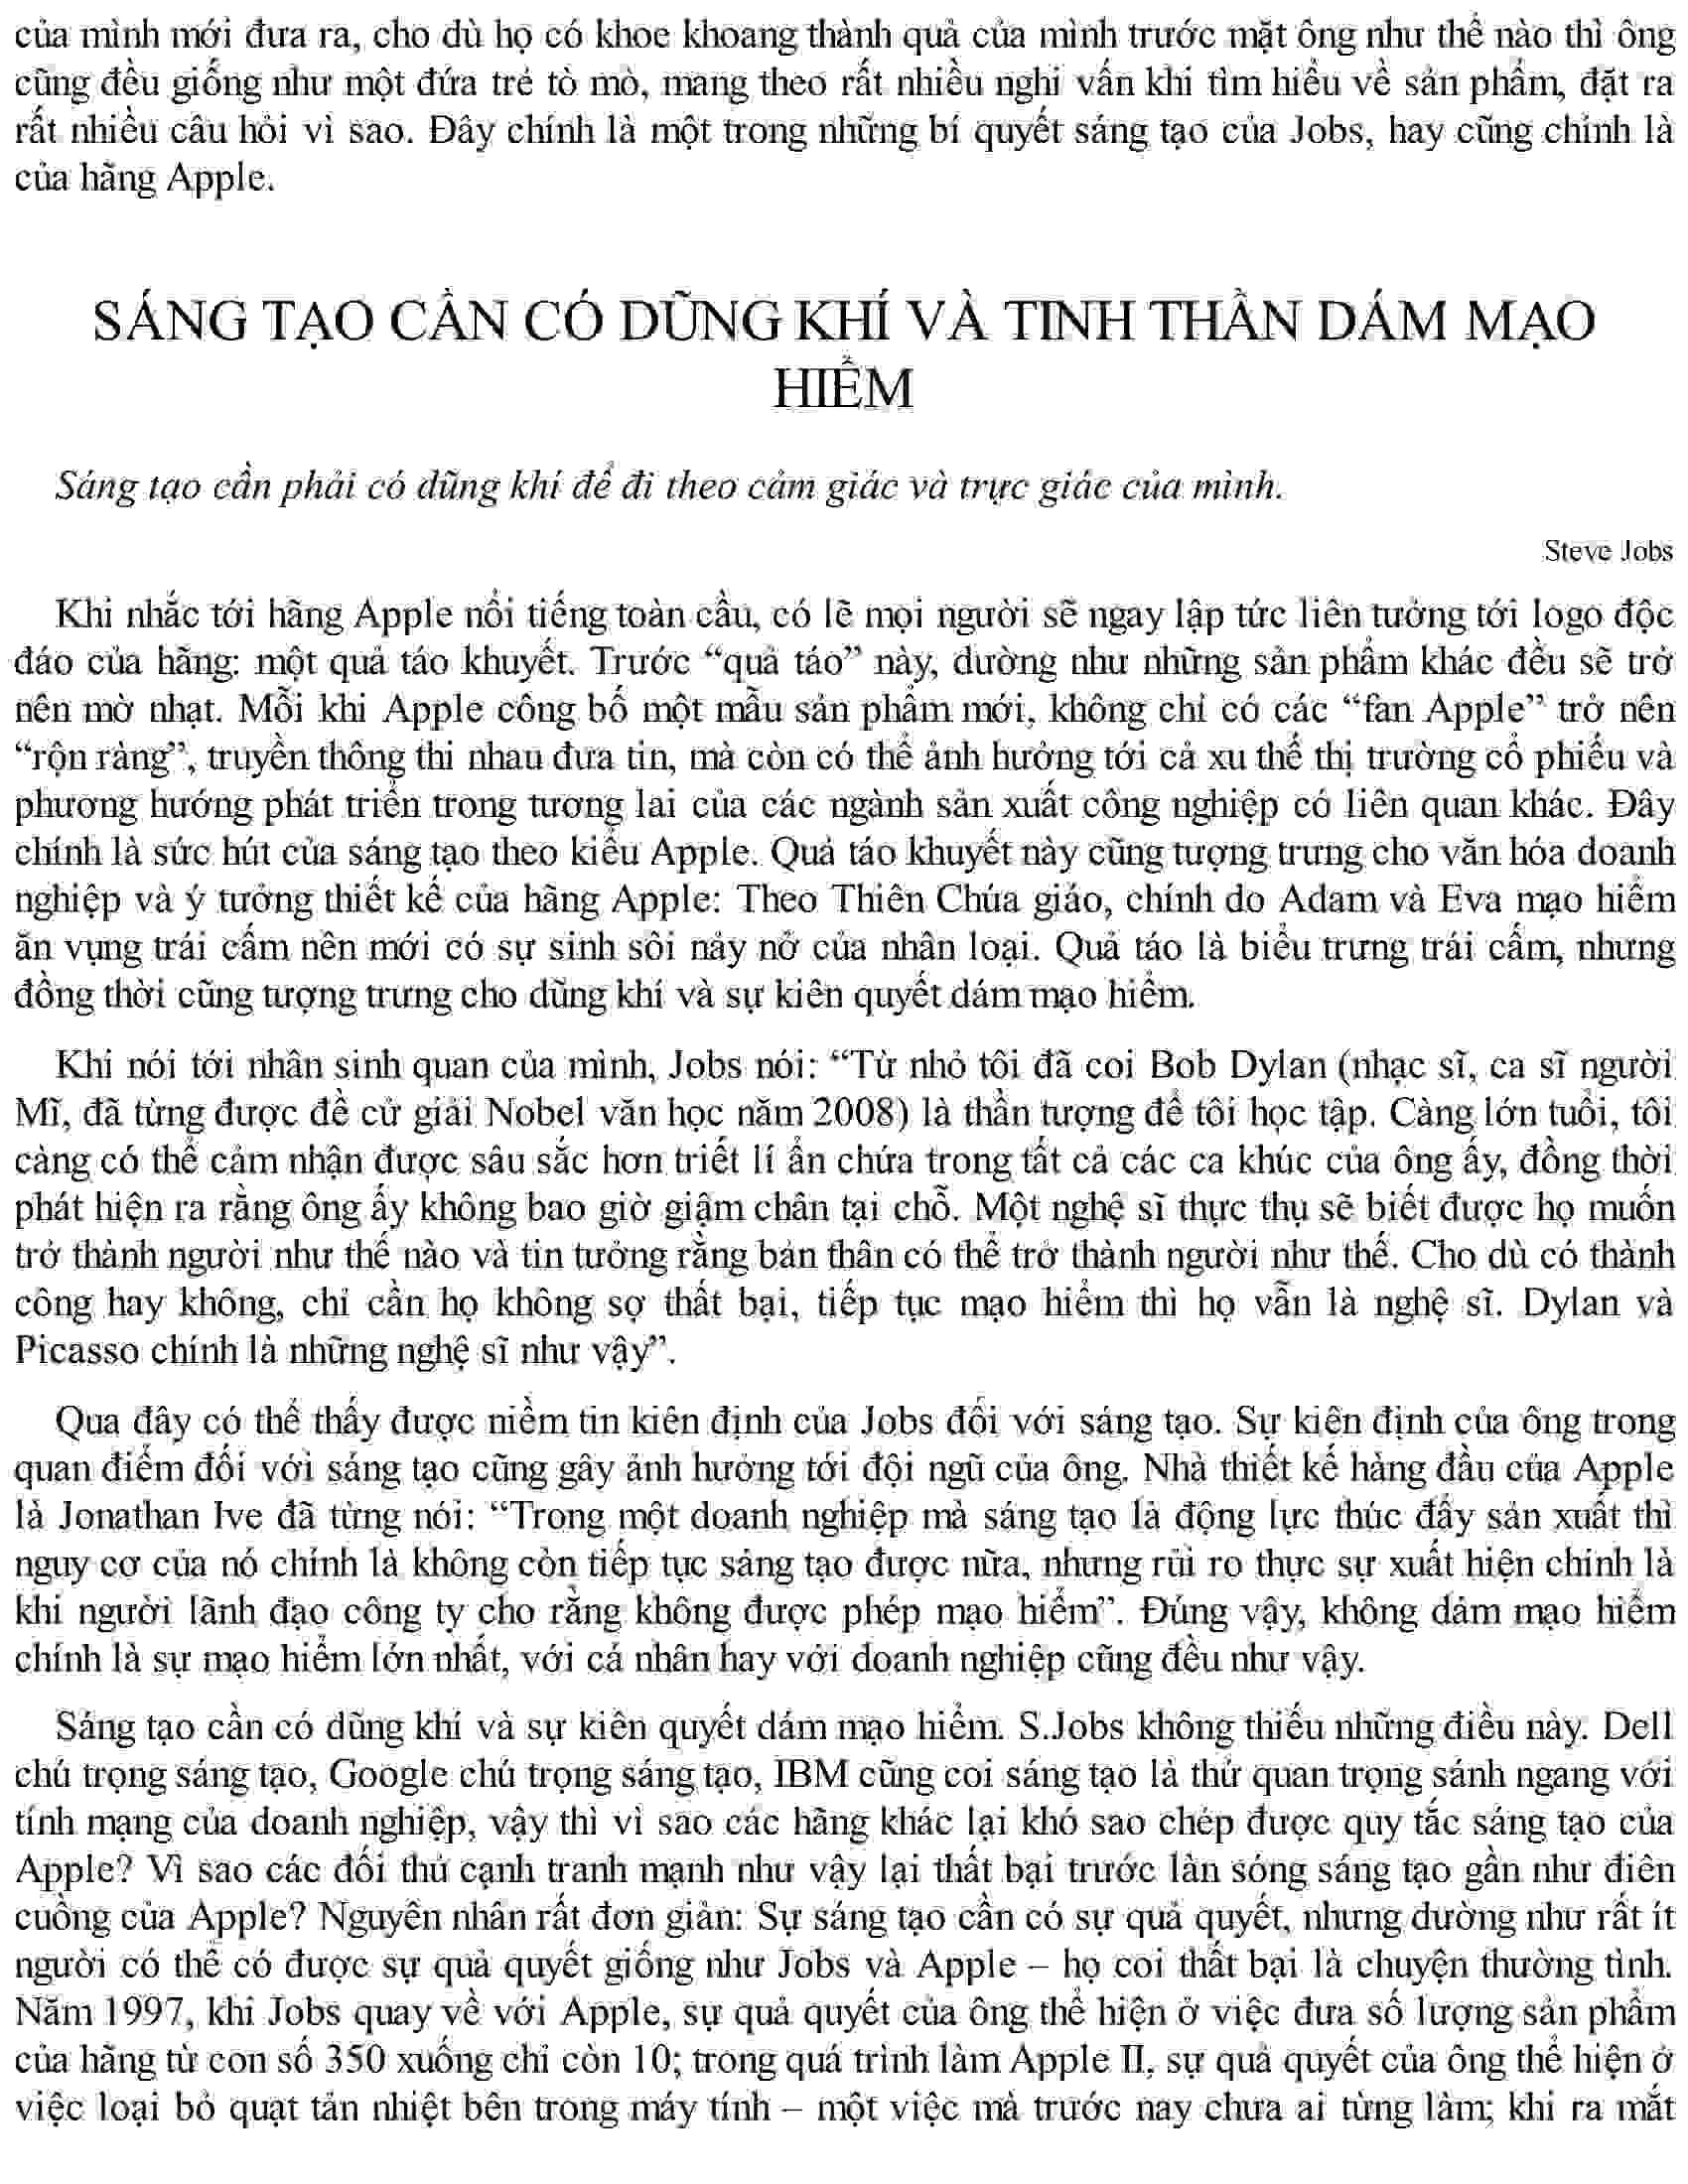 của mình mới đưa ra, cho dù họ có khoe khoang thành quả của mình trước mặt ông như thế nào thì ông
cũng đều giống như một đứa trẻ tò mò, mang theo rất nhiều nghi vấn khi tìm hiểu về sản phẩm, đặt ra
rất nhiều câu hỏi vì sao. Đây chính là một trong những bí quyết sáng tạo của Jobs, hay cũng chính là
của hãng Apple.
SÁNG TẠO CẦN CÓ DŨNG KHÍ VÀ TINH THẦN DÁM MẠO
HIỂM
Sáng tạo cần phải có dũng khí để đi theo cảm giác và trực giác của mình.
Steve Jobs
Khi nhắc tới hãng Apple nổi tiếng toàn cầu, có lẽ mọi người sẽ ngay lập tức liên tưởng tới logo độc
đáo của hãng: một quả táo khuyết. Trước “quả táo” này, dường như những sản phẩm khác đều sẽ trở
nên mờ nhạt. Mỗi khi Apple công bố một mẫu sản phẩm mới, không chỉ có các “fan Apple” trở nên
“rộn ràng”, truyền thông thi nhau đưa tin, mà còn có thể ảnh hưởng tới cả xu thế thị trường cổ phiếu và
phương hướng phát triển trong tương lai của các ngành sản xuất công nghiệp có liên quan khác. Đây
chính là sức hút của sáng tạo theo kiểu Apple. Quả táo khuyết này cũng tượng trưng cho văn hóa doanh
nghiệp và ý tưởng thiết kế của hãng Apple: Theo Thiên Chúa giáo, chính do Adam và Eva mạo hiểm
ăn vụng trái cấm nên mới có sự sinh sôi nảy nở của nhân loại. Quả táo là biểu trưng trái cấm, nhưng
đồng thời cũng tượng trưng cho dũng khí và sự kiên quyết dám mạo hiểm.
Khi nói tới nhân sinh quan của mình, Jobs nói: “Từ nhỏ tôi đã coi Bob Dylan (nhạc sĩ, ca sĩ người
Mĩ, đã từng được đề cử giải Nobel văn học năm 2008) là thần tượng để tôi học tập. Càng lớn tuổi, tôi
càng có thể cảm nhận được sâu sắc hơn triết lí ẩn chứa trong tất cả các ca khúc của ông ấy, đồng thời
phát hiện ra rằng ông ấy không bao giờ giậm chân tại chỗ. Một nghệ sĩ thực thụ sẽ biết được họ muốn
trở thành người như thế nào và tin tưởng rằng bản thân có thể trở thành người như thế. Cho dù có thành
công hay không, chỉ cần họ không sợ thất bại, tiếp tục mạo hiểm thì họ vẫn là nghệ sĩ. Dylan và
Picasso chính là những nghệ sĩ như vậy”.
Qua đây có thể thấy được niềm tin kiên định của Jobs đối với sáng tạo. Sự kiên định của ông trong
quan điểm đối với sáng tạo cũng gây ảnh hưởng tới đội ngũ của ông. Nhà thiết kế hàng đầu của Apple
là Jonathan Ive đã từng nói: “Trong một doanh nghiệp mà sáng tạo là động lực thúc đẩy sản xuất thì
nguy cơ của nó chính là không còn tiếp tục sáng tạo được nữa, nhưng rủi ro thực sự xuất hiện chính là
khi người lãnh đạo công ty cho rằng không được phép mạo hiểm”. Đúng vậy, không dám mạo hiểm
chính là sự mạo hiểm lớn nhất, với cá nhân hay với doanh nghiệp cũng đều như vậy.
Sáng tạo cần có dũng khí và sự kiên quyết dám mạo hiểm. S.Jobs không thiếu những điều này. Dell
chú trọng sáng tạo, Google chú trọng sáng tạo, IBM cũng coi sáng tạo là thứ quan trọng sánh ngang với
tính mạng của doanh nghiệp, vậy thì vì sao các hãng khác lại khó sao chép được quy tắc sáng tạo của
Apple? Vì sao các đối thủ cạnh tranh mạnh như vậy lại thất bại trước làn sóng sáng tạo gần như điên
cuồng của Apple? Nguyên nhân rất đơn giản: Sự sáng tạo cần có sự quả quyết, nhưng dường như rất ít
người có thể có được sự quả quyết giống như Jobs và Apple – họ coi thất bại là chuyện thường tình.
Năm 1997, khi Jobs quay về với Apple, sự quả quyết của ông thể hiện ở việc đưa số lượng sản phẩm
của hãng từ con số 350 xuống chỉ còn 10; trong quá trình làm Apple II, sự quả quyết của ông thể hiện ở
việc loại bỏ quạt tản nhiệt bên trong máy tính – một việc mà trước nay chưa ai từng làm; khi ra mắt